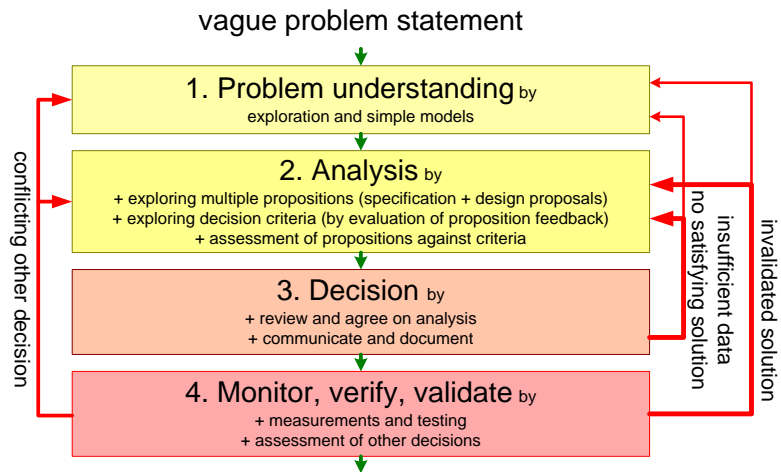 vague problem statement
1. Problem understanding by
exploration and simple models
2. Analysis by
+ exploring multiple propositions (specification + design proposals)
+ exploring decision criteria (by evaluation of proposition feedback)
+ assessment of propositions against criteria
3. Decision by
+ review and agree on analysis
+ communicate and document
4. Monitor, verify, validate by
+ measurements and testing
+ assessment of other decisions
conflicting other decision
insufficient data
no satisfying solution
invalidated solution